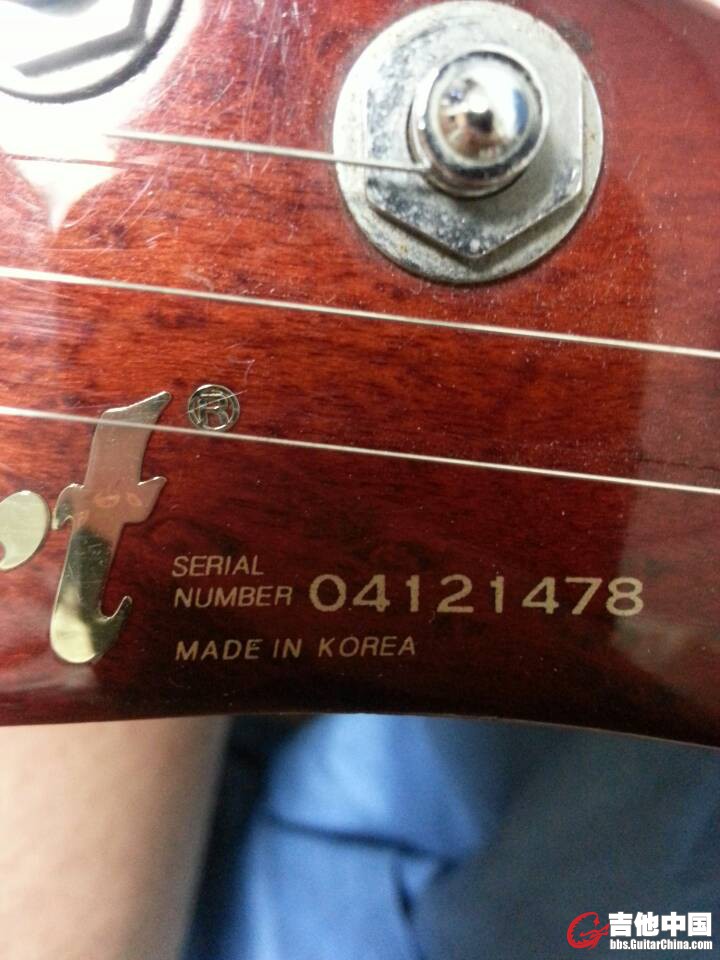 t®
SERIAL
NUMBER 04121478
MADE IN KOREA
吉他中国
bbs.GuitarChina.com